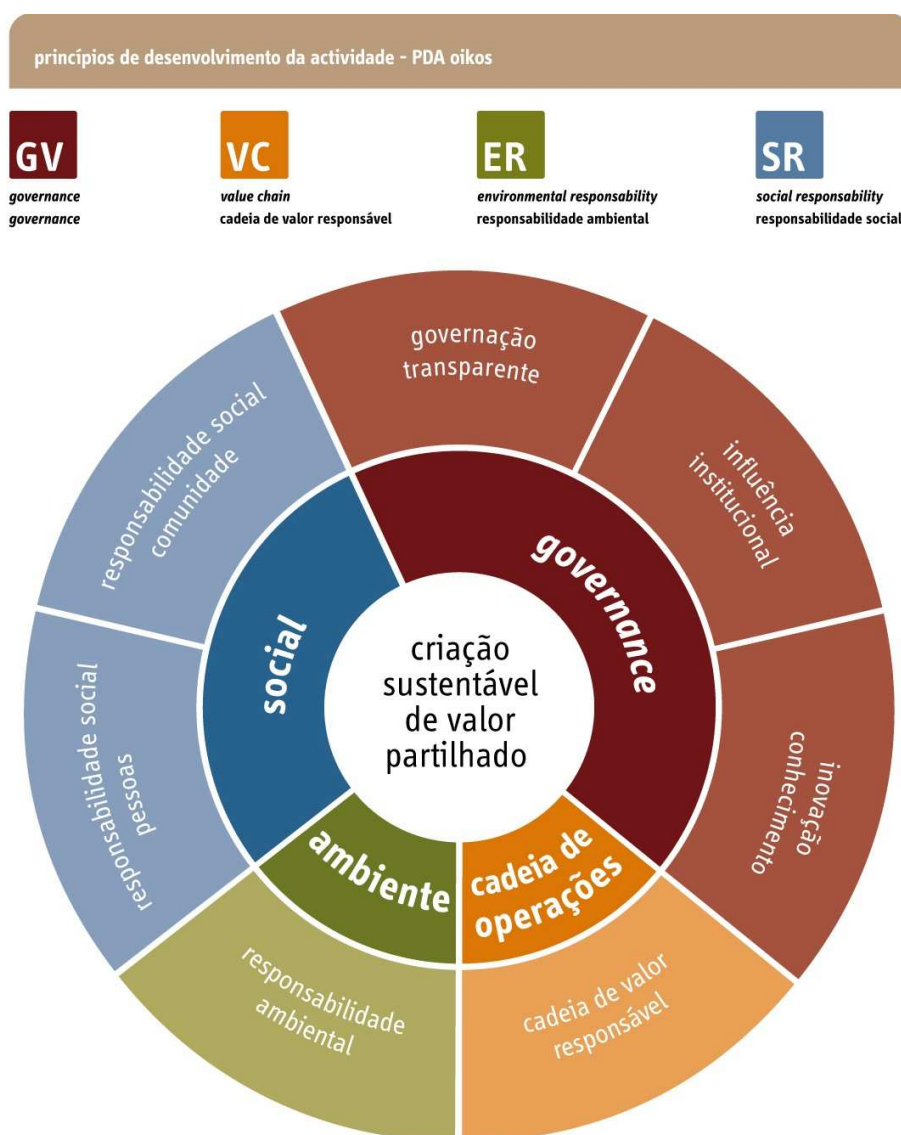 princípios de desenvolvimento da actividade - PDA oikos
GV
governance
governance
VC
value chain
cadeia de valor responsável
ER
environmental responsability
responsabilidade ambiental
SR
social responsability
responsabilidade social
governação
transparente
influência
institucional
inovação
conhecimento
cadeia de valor
responsável
responsabilidade
ambiental
responsabilidade social
pessoas
responsabilidade social
comunidade
governance
cadeia de
operações
ambiente
social
criação
sustentável
de valor
partilhado